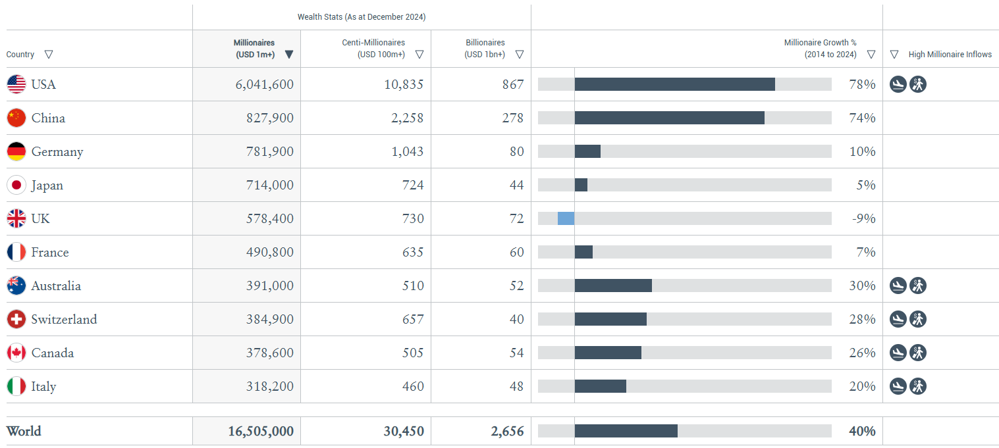 Wealth Stats (As at December 2024)
Country
Millionaires
(USD 1m+)
Centi-Millionaires
(USD 100m+)
Billionaires
(USD 1bn+)
Millionaire Growth %
(2014 to 2024)
High Millionaire Inflows
USA 6,041,600 10,835 867 78%
China 827,900 2,258 278 74%
Germany 781,900 1,043 80 10%
Japan 714,000 724 44 5%
UK 578,400 730 72 -9%
France 490,800 635 60 7%
Australia 391,000 510 52 30%
Switzerland 384,900 657 40 28%
Canada 378,600 505 54 26%
Italy 318,200 460 48 20%
World 16,505,000 30,450 2,656 40%